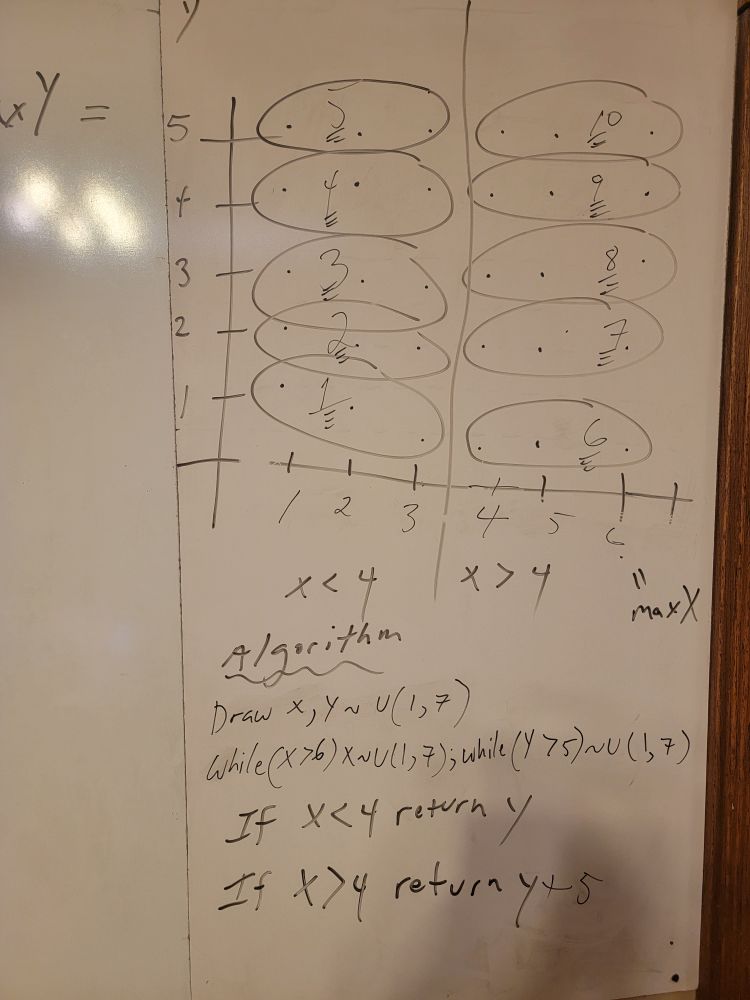 y
xY =
5 5 10
4 4 9
3 3 8
2 2 7
1 1 6
1 2 3 4 5 6
x < 4 x > 4 " maxX
Algorithm
Draw x, y ~ U(1,7)
while(X>6) X~U(1,7); while(Y>5)~U(1,7)
If x<4 return y
If x>4 return y+5